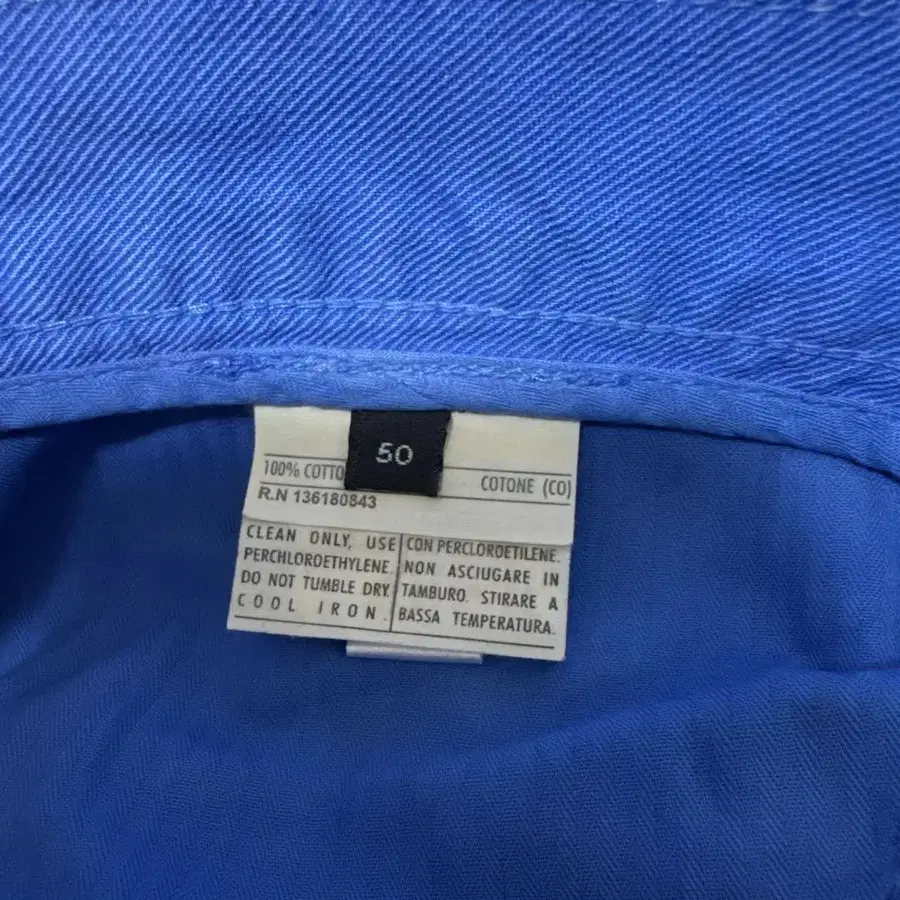 50
100% COTTO
COTONE (CO)
R.N 136180843
CLEAN ONLY, USE
PERCHLOROETHYLENE.
DO NOT TUMBLE DRY.
COOL IRON.
CON PERCLOROETILENE.
NON ASCIUGARE IN
TAMBURO. STIRARE A
BASSA TEMPERATURA.